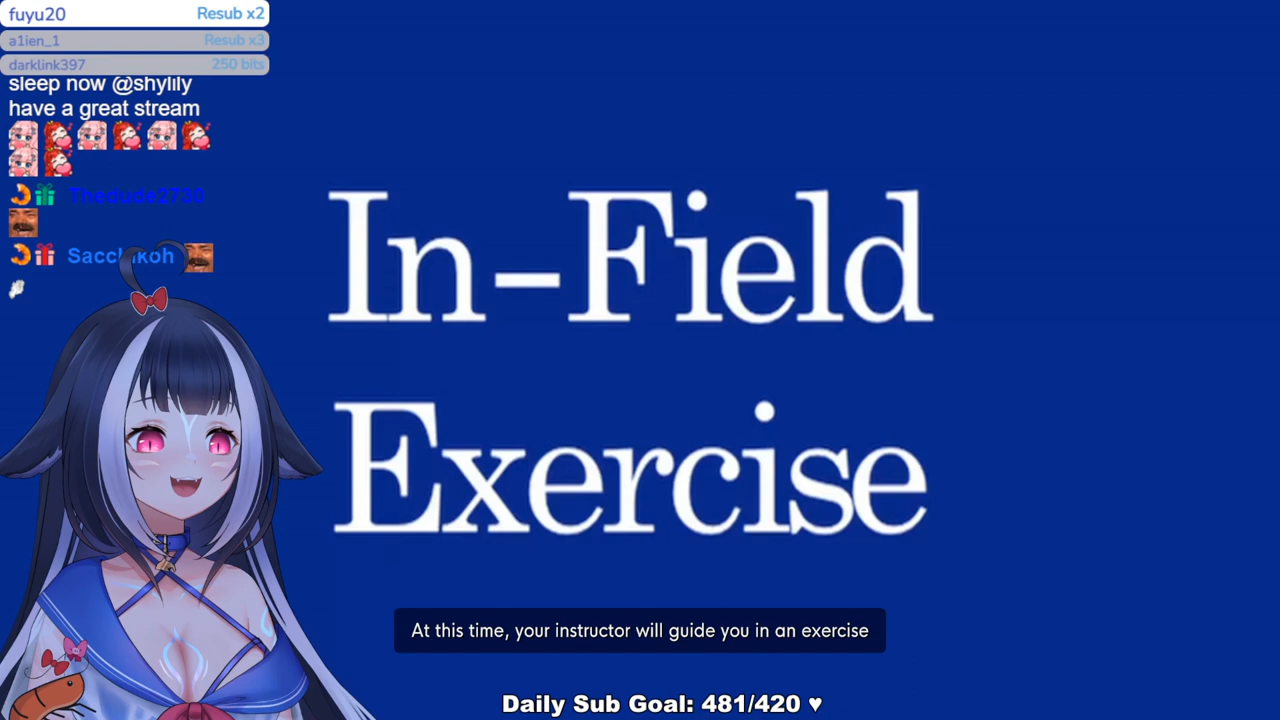 fuyu20 Resub x2
a1ien_1 Resub x3
darklink397 250 bits
sleep now @shylily
have a great stream
Thedude2730
In-Field
Exercise
At this time, your instructor will guide you in an exercise
Daily Sub Goal: 481/420 ♥